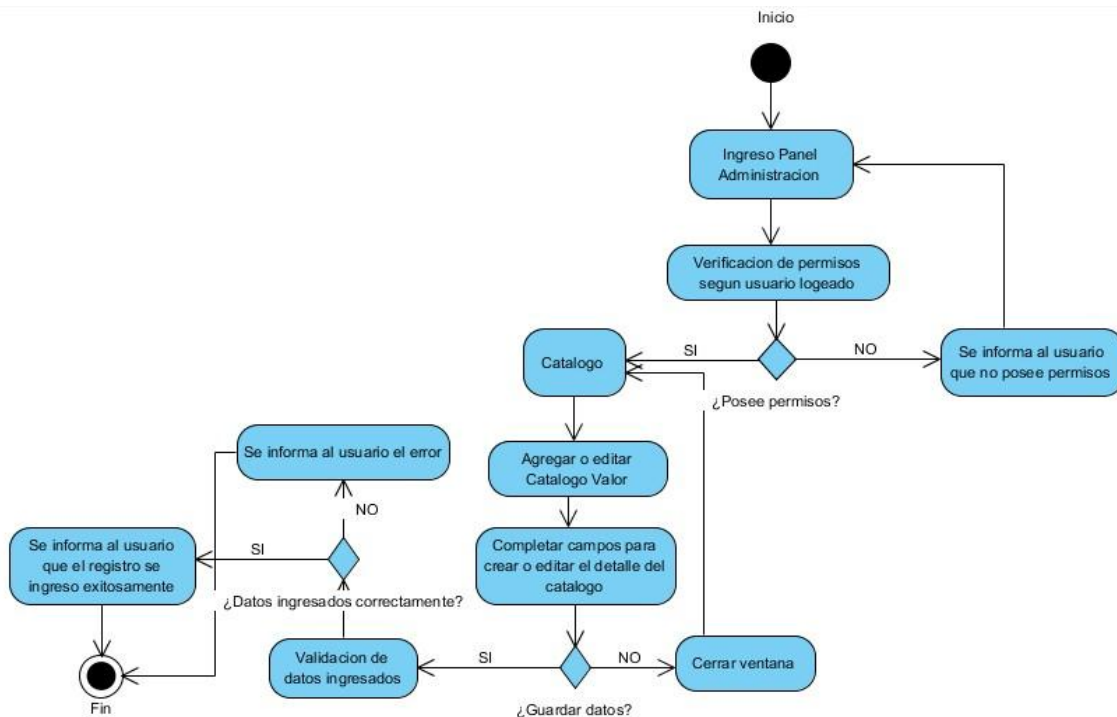 Inicio
Ingreso Panel
Administracion
Verificacion de permisos
segun usuario logeado
SI
NO
¿Posee permisos?
Se informa al usuario
que no posee permisos
Catalogo
Agregar o editar
Catalogo Valor
Completar campos para
crear o editar el detalle del
catalogo
SI
NO
¿Guardar datos?
Cerrar ventana
Validacion de
datos ingresados
¿Datos ingresados correctamente?
NO
SI
Se informa al usuario el error
Se informa al usuario
que el registro se
ingreso exitosamente
Fin